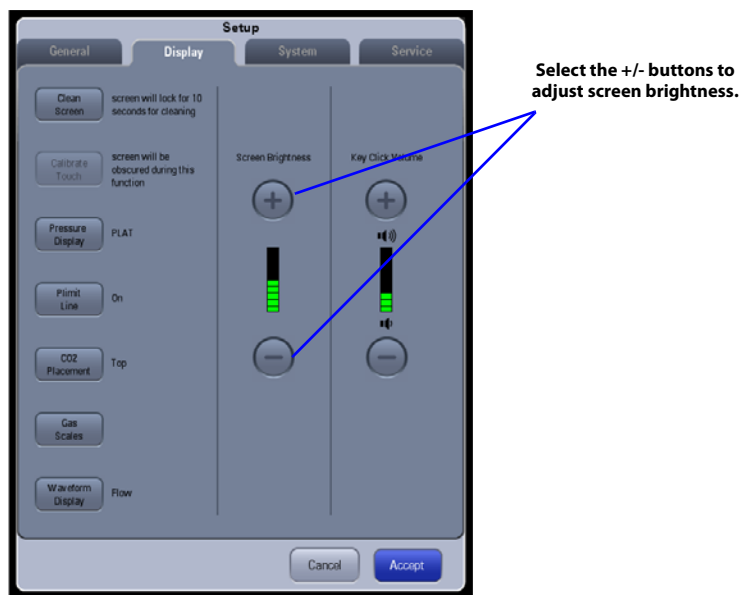 Setup
General
Display
System
Service
Select the +/- buttons to
adjust screen brightness.
Clean
Screen
screen will lock for 10
seconds for cleaning
Calibrate
Touch
screen will be
obscured during this
function
Pressure
Display
PLAT
Plimit
Line
On
CO2
Placement
Top
Gas
Scales
Waveform
Display
Flow
Screen Brightness
Key Click Volume
Cancel
Accept